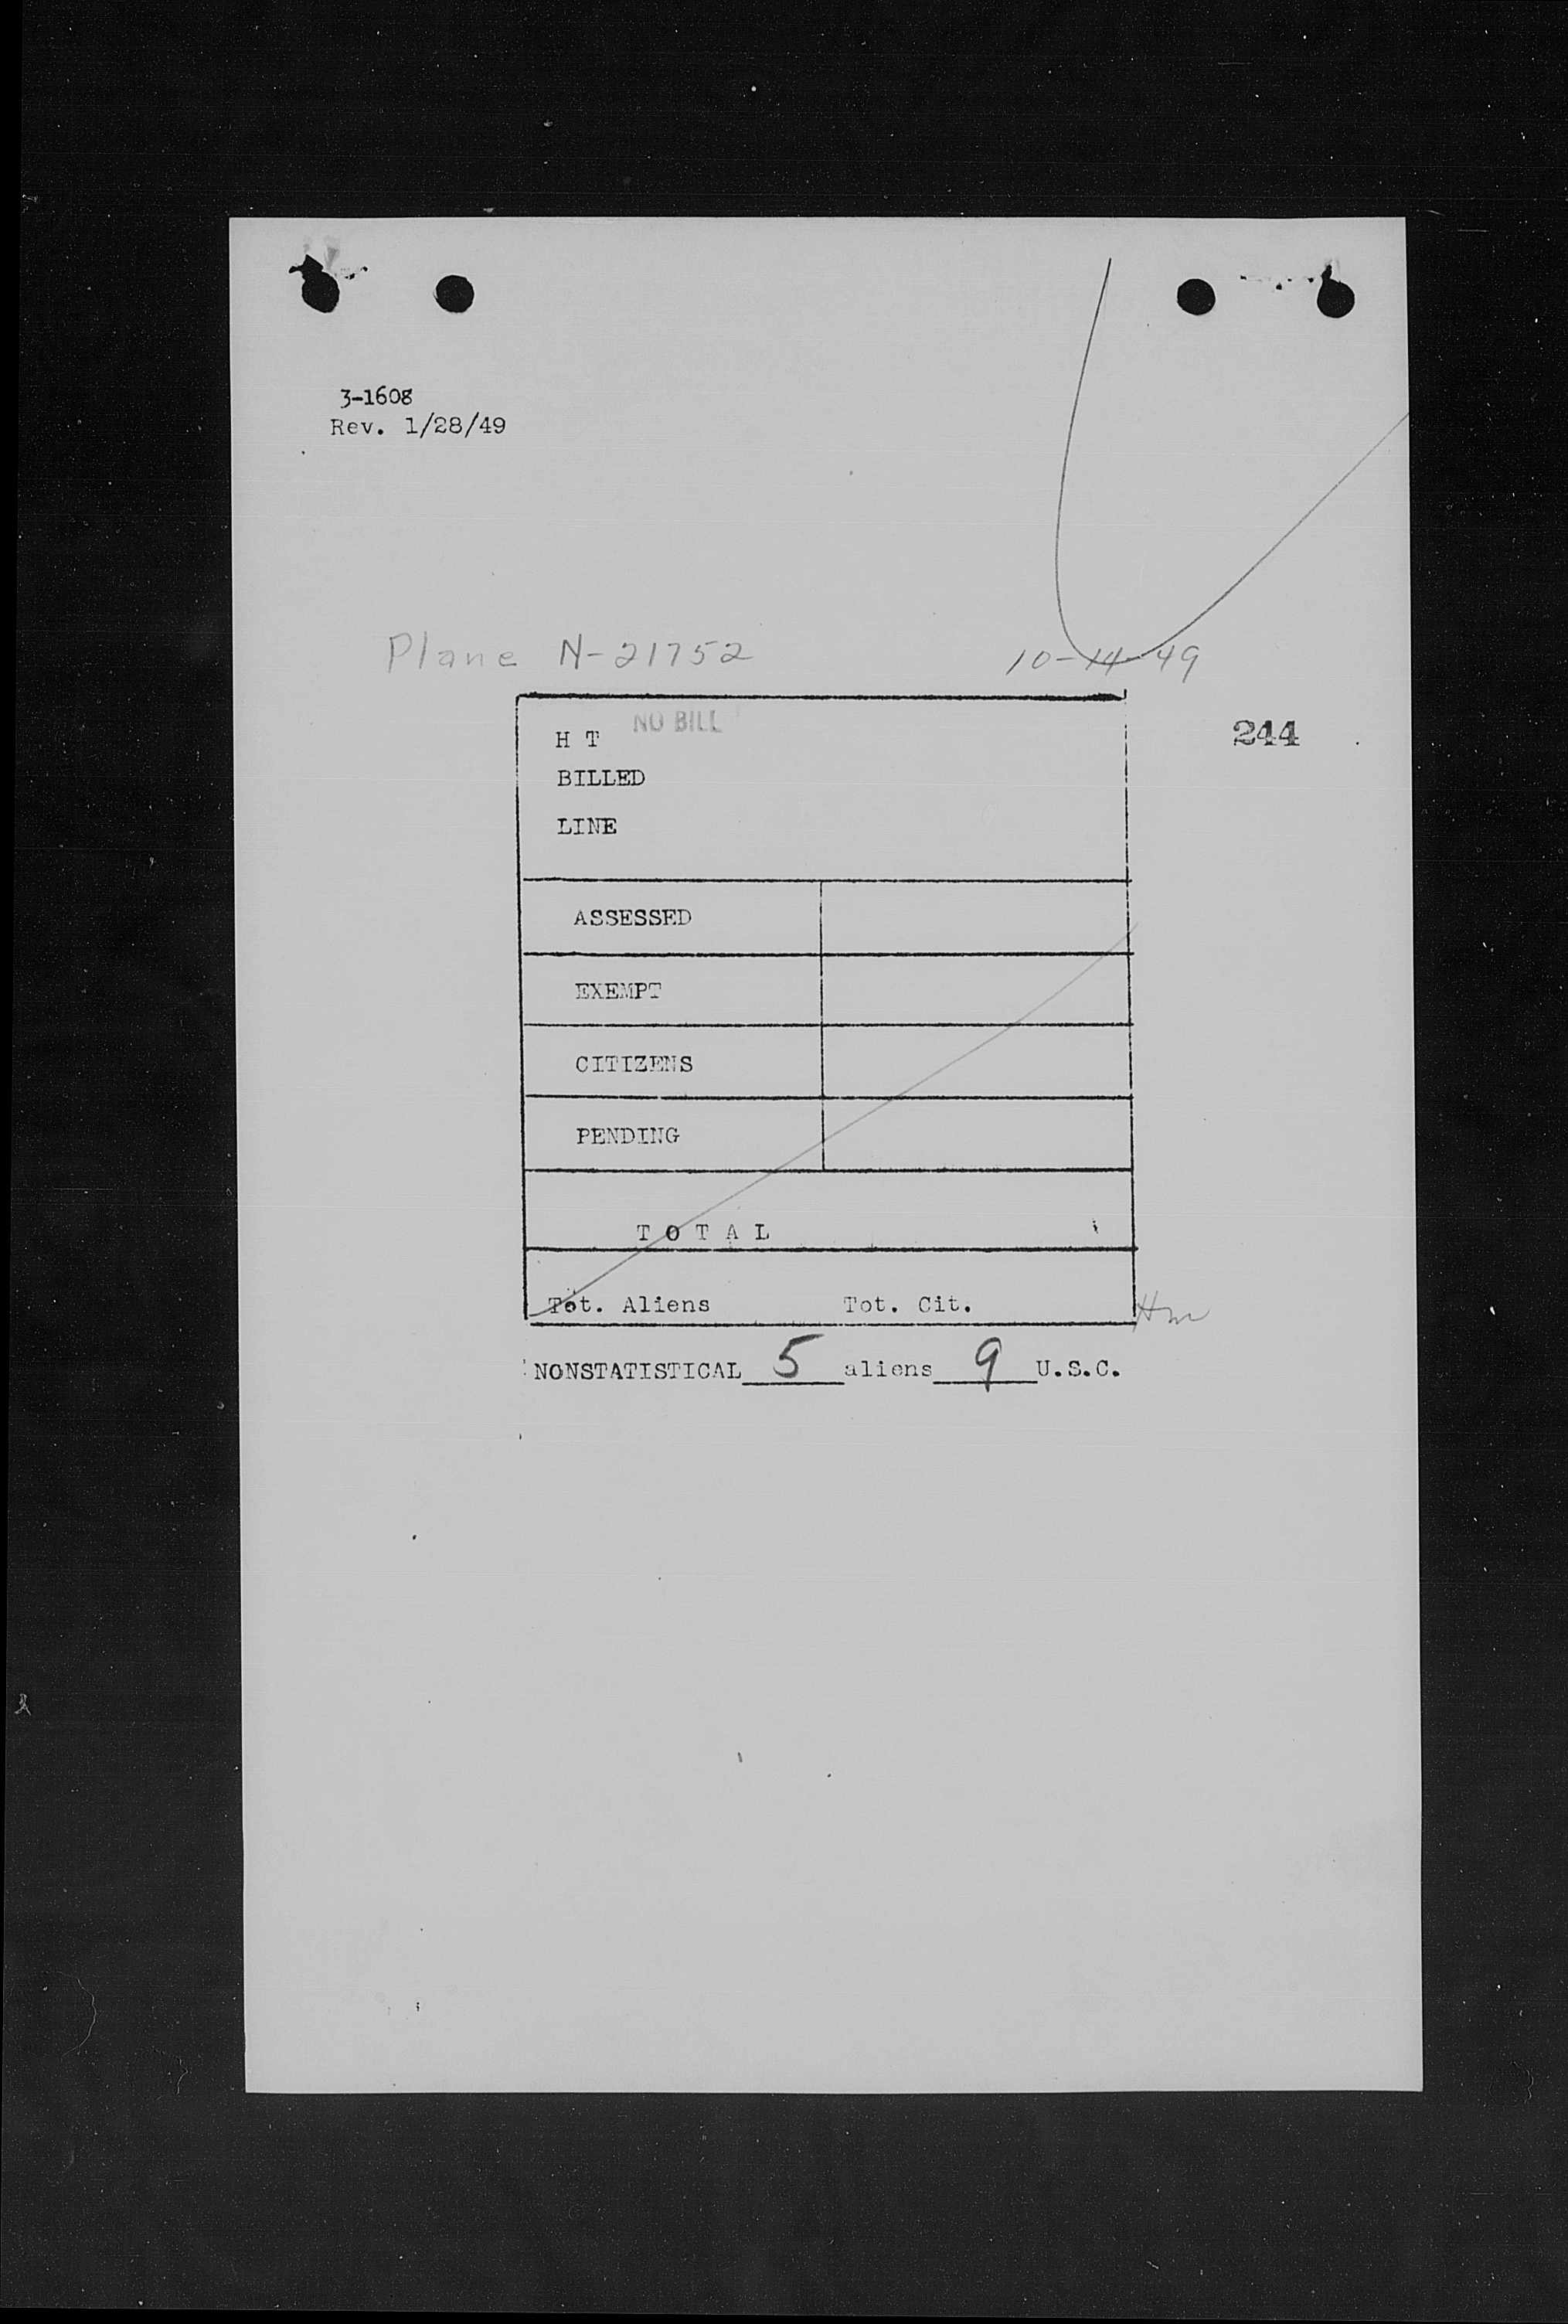 3-1608
Rev. 1/28/49
Plane N-21752 10-14-49
NO BILL
H T
244
BILLED
LINE
ASSESSED
EXEMPT
CITIZENS
PENDING
T O T A L
Tot. Aliens Tot. Cit.
Hm
NONSTATISTICAL 5 aliens 9 U.S.C.